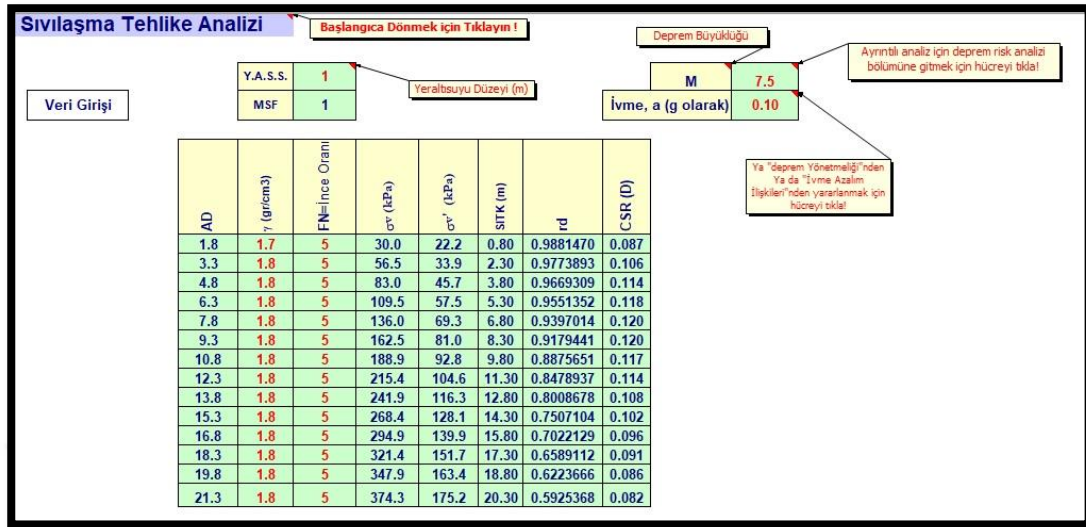 Sıvılaşma Tehlike Analizi
Başlangıca Dönmek için Tıklayın !
Deprem Büyüklüğü
Ayrıntılı analiz için deprem risk analizi
bölümüne gitmek için hücreyi tıkla!
Y.A.S.S. 1
Yeraltısuyu Düzeyi (m)
M 7.5
Veri Girişi
MSF 1
İvme, a (g olarak) 0.10
Ya "deprem Yönetmeliği"nden
Ya da "İvme Azalım
İlişkileri"nden yararlanmak için
hücreyi tıkla!
AD γ (gr/cm3) FN=İnce Oranı σv (kPa) σv' (kPa) SITK (m) rd CSR (D)
1.8 1.7 5 30.0 22.2 0.80 0.9881470 0.087
3.3 1.8 5 56.5 33.9 2.30 0.9773893 0.106
4.8 1.8 5 83.0 45.7 3.80 0.9669309 0.114
6.3 1.8 5 109.5 57.5 5.30 0.9551352 0.118
7.8 1.8 5 136.0 69.3 6.80 0.9397014 0.120
9.3 1.8 5 162.5 81.0 8.30 0.9179441 0.120
10.8 1.8 5 188.9 92.8 9.80 0.8875651 0.117
12.3 1.8 5 215.4 104.6 11.30 0.8478937 0.114
13.8 1.8 5 241.9 116.3 12.80 0.8008678 0.108
15.3 1.8 5 268.4 128.1 14.30 0.7507104 0.102
16.8 1.8 5 294.9 139.9 15.80 0.7022129 0.096
18.3 1.8 5 321.4 151.7 17.30 0.6589112 0.091
19.8 1.8 5 347.9 163.4 18.80 0.6223666 0.086
21.3 1.8 5 374.3 175.2 20.30 0.5925368 0.082